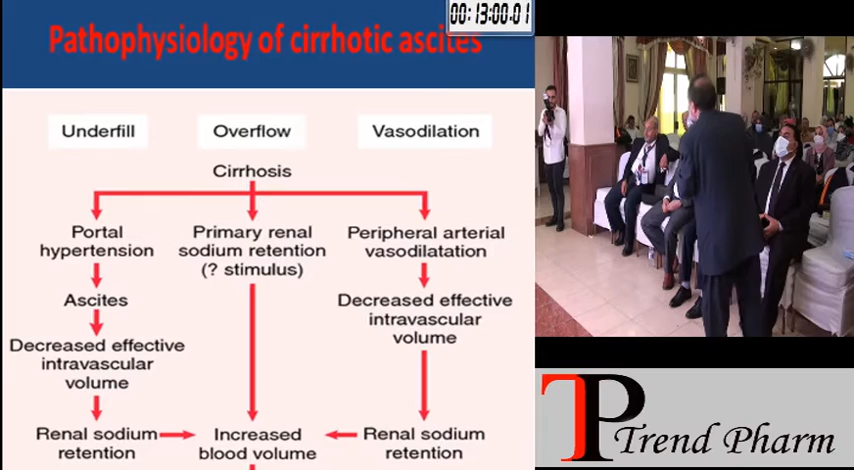 00:13:00.01
Pathophysiology of cirrhotic ascites
Underfill
Overflow
Vasodilation
Cirrhosis
Portal
hypertension
Primary renal
sodium retention
(? stimulus)
Peripheral arterial
vasodilatation
Ascites
Decreased effective
intravascular
volume
Decreased effective
intravascular
volume
Renal sodium
retention
Increased
blood volume
Renal sodium
retention
TP Trend Pharm